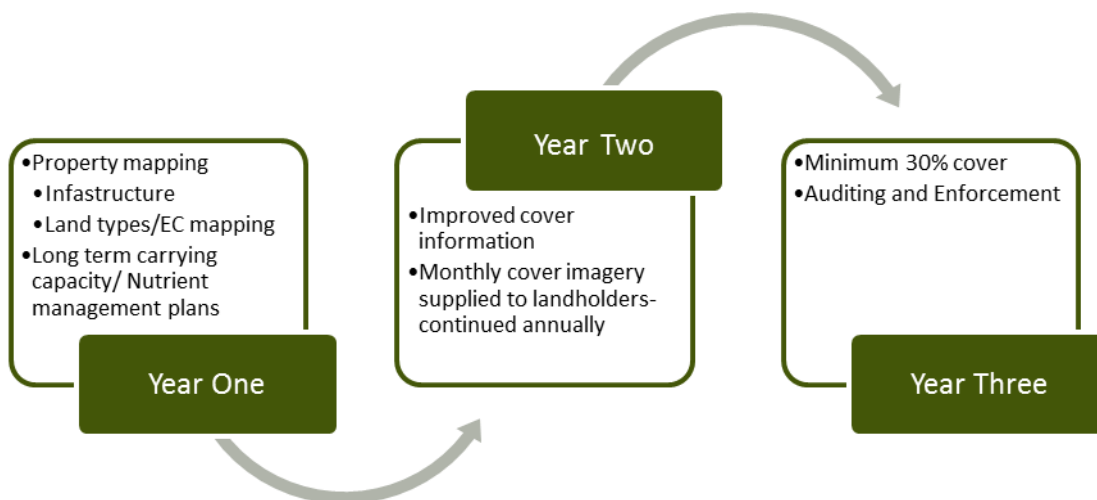 •Property mapping
•Infastructure
•Land types/EC mapping
•Long term carrying
capacity/ Nutrient
management plans
Year One
Year Two
•Improved cover
information
•Monthly cover imagery
supplied to landholders-
continued annually
•Minimum 30% cover
•Auditing and Enforcement
Year Three